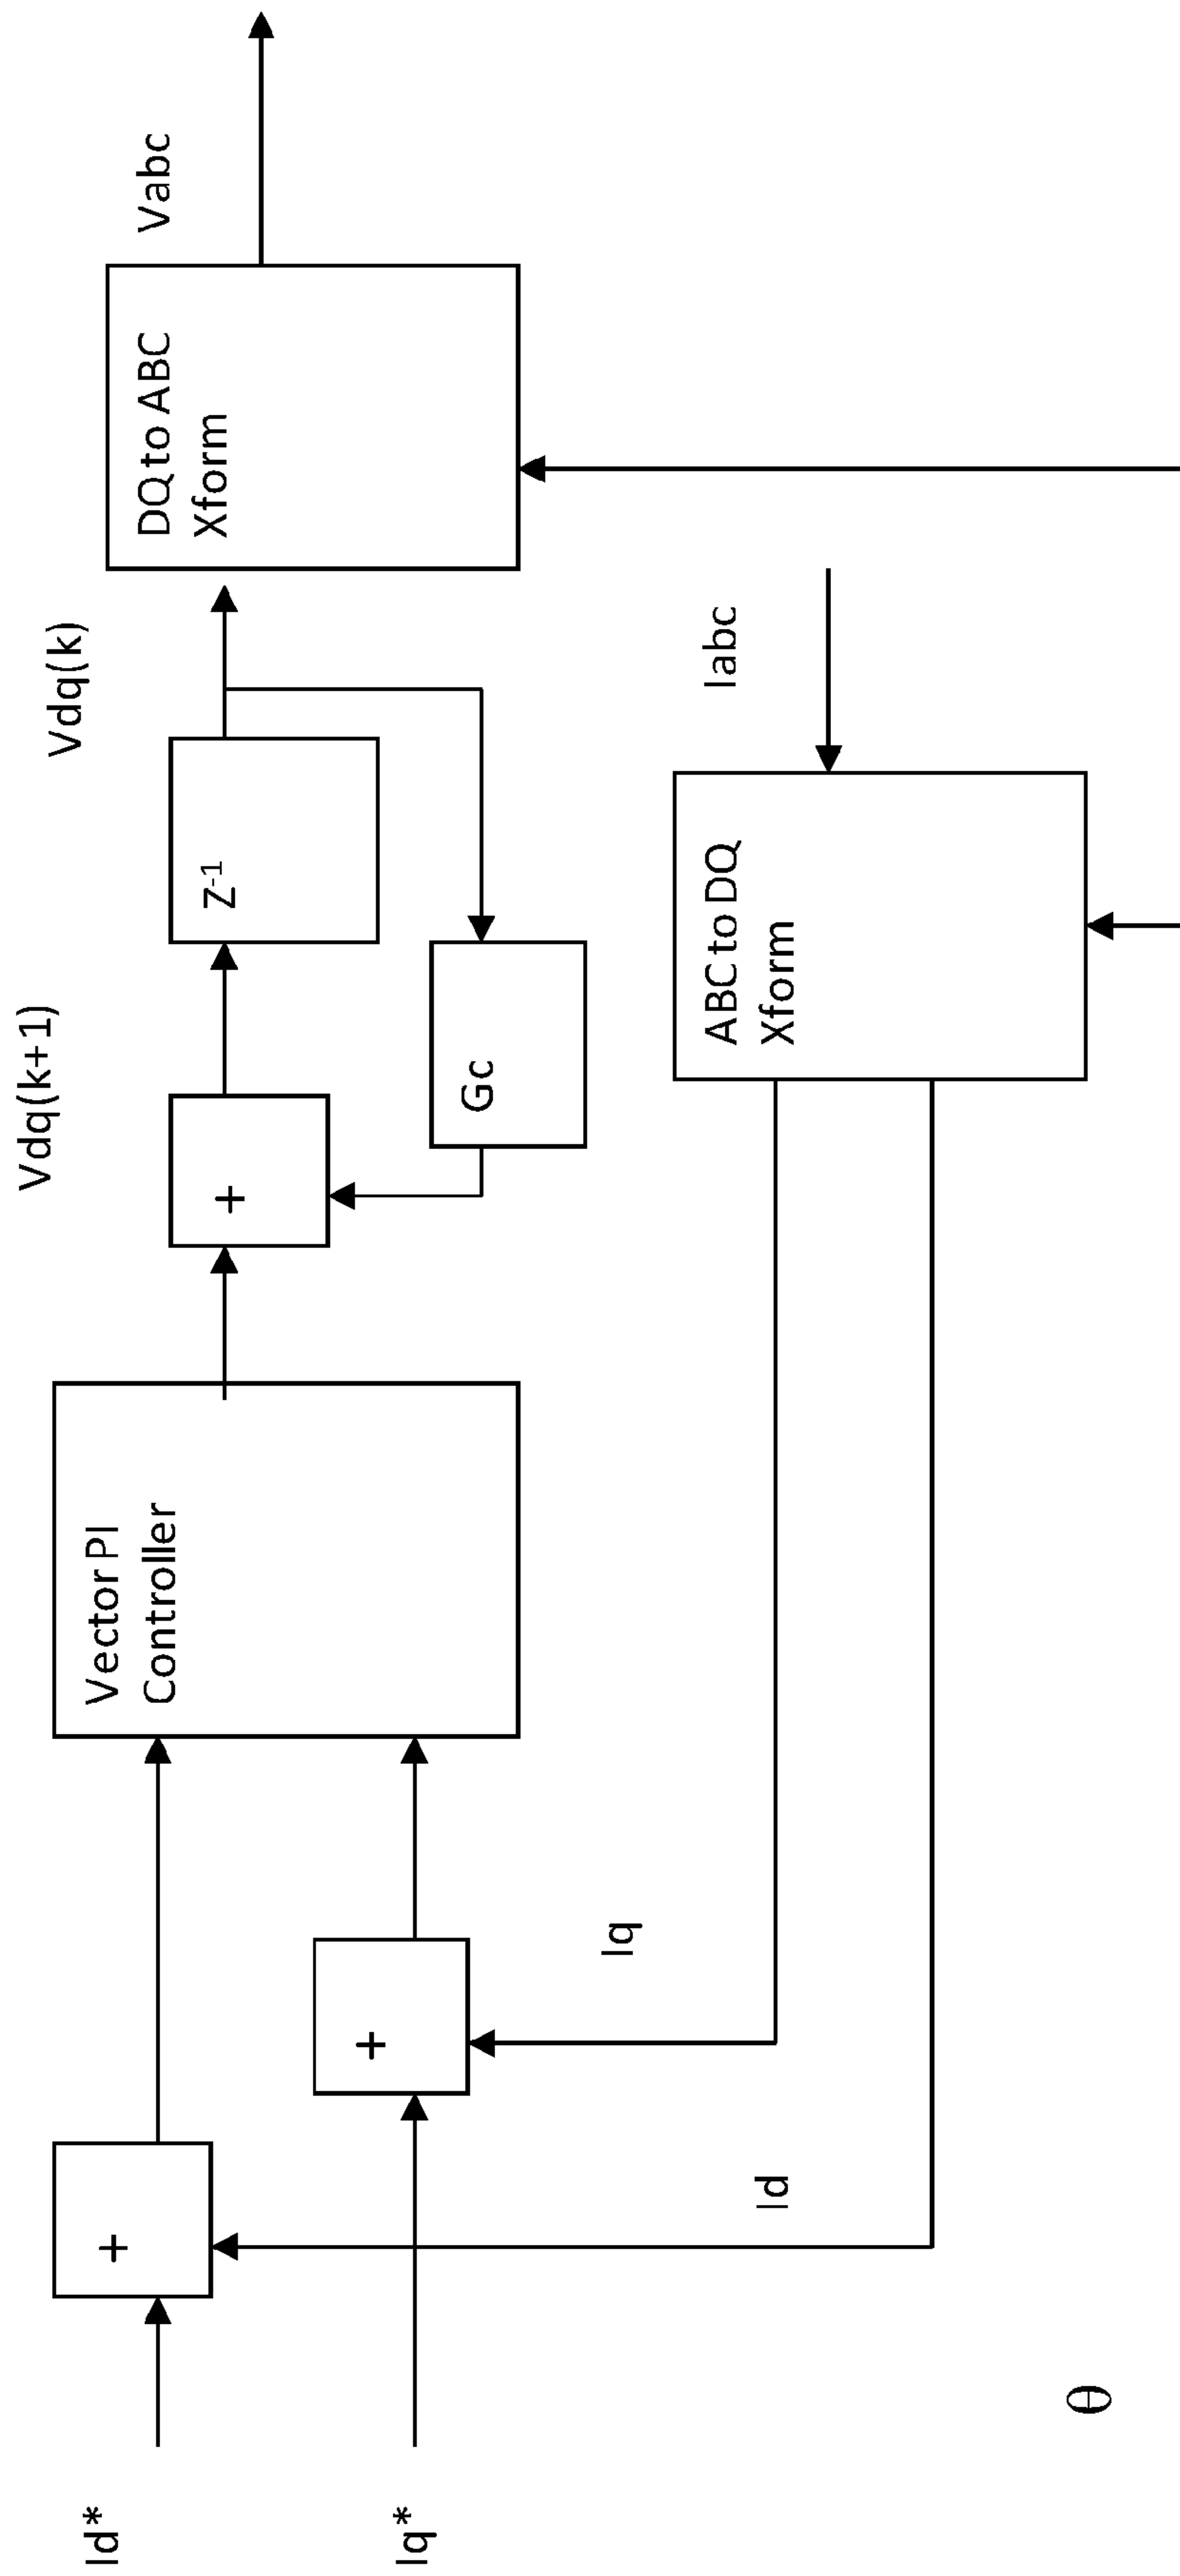 Id*
Iq*
+
+
Id
Iq
Vector PI
Controller
+
Vdq(k+1)
Gc
Z-1
Vdq(k)
DQ to ABC
Xform
Vabc
ABC to DQ
Xform
Iabc
θ